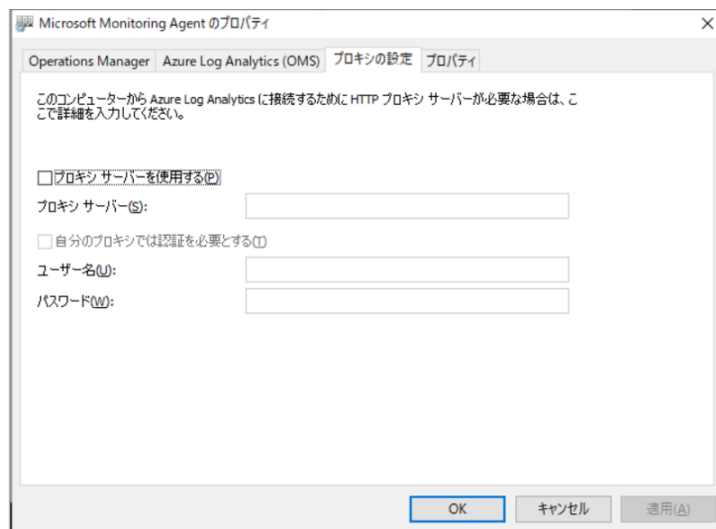 Microsoft Monitoring Agent のプロパティ
Operations Manager Azure Log Analytics (OMS) プロキシの設定 プロパティ
このコンピューターから Azure Log Analytics に接続するために HTTP プロキシ サーバーが必要な場合は、こ
こで詳細を入力してください。
プロキシ サーバーを使用する(P)
プロキシ サーバー(S):
自分のプロキシでは認証を必要とする(T)
ユーザー名(U):
パスワード(W):
OK キャンセル 適用(A)